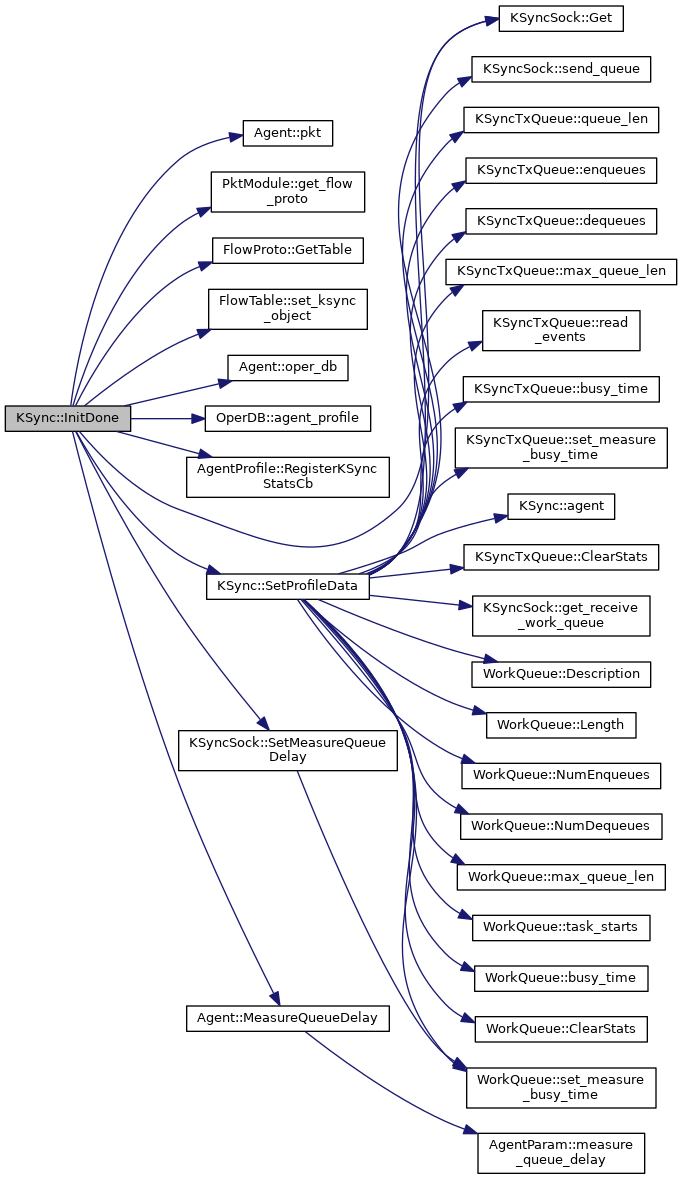 KSync::InitDone
Agent::pkt
PktModule::get_flow
_proto
FlowProto::GetTable
FlowTable::set_ksync
_object
Agent::oper_db
OperDB::agent_profile
AgentProfile::RegisterKSync
StatsCb
KSync::SetProfileData
KSyncSock::SetMeasureQueue
Delay
Agent::MeasureQueueDelay
KSyncSock::Get
KSyncSock::send_queue
KSyncTxQueue::queue_len
KSyncTxQueue::enqueues
KSyncTxQueue::dequeues
KSyncTxQueue::max_queue_len
KSyncTxQueue::read
_events
KSyncTxQueue::busy_time
KSyncTxQueue::set_measure
_busy_time
KSync::agent
KSyncTxQueue::ClearStats
KSyncSock::get_receive
_work_queue
WorkQueue::Description
WorkQueue::Length
WorkQueue::NumEnqueues
WorkQueue::NumDequeues
WorkQueue::max_queue_len
WorkQueue::task_starts
WorkQueue::busy_time
WorkQueue::ClearStats
WorkQueue::set_measure
_busy_time
AgentParam::measure
_queue_delay